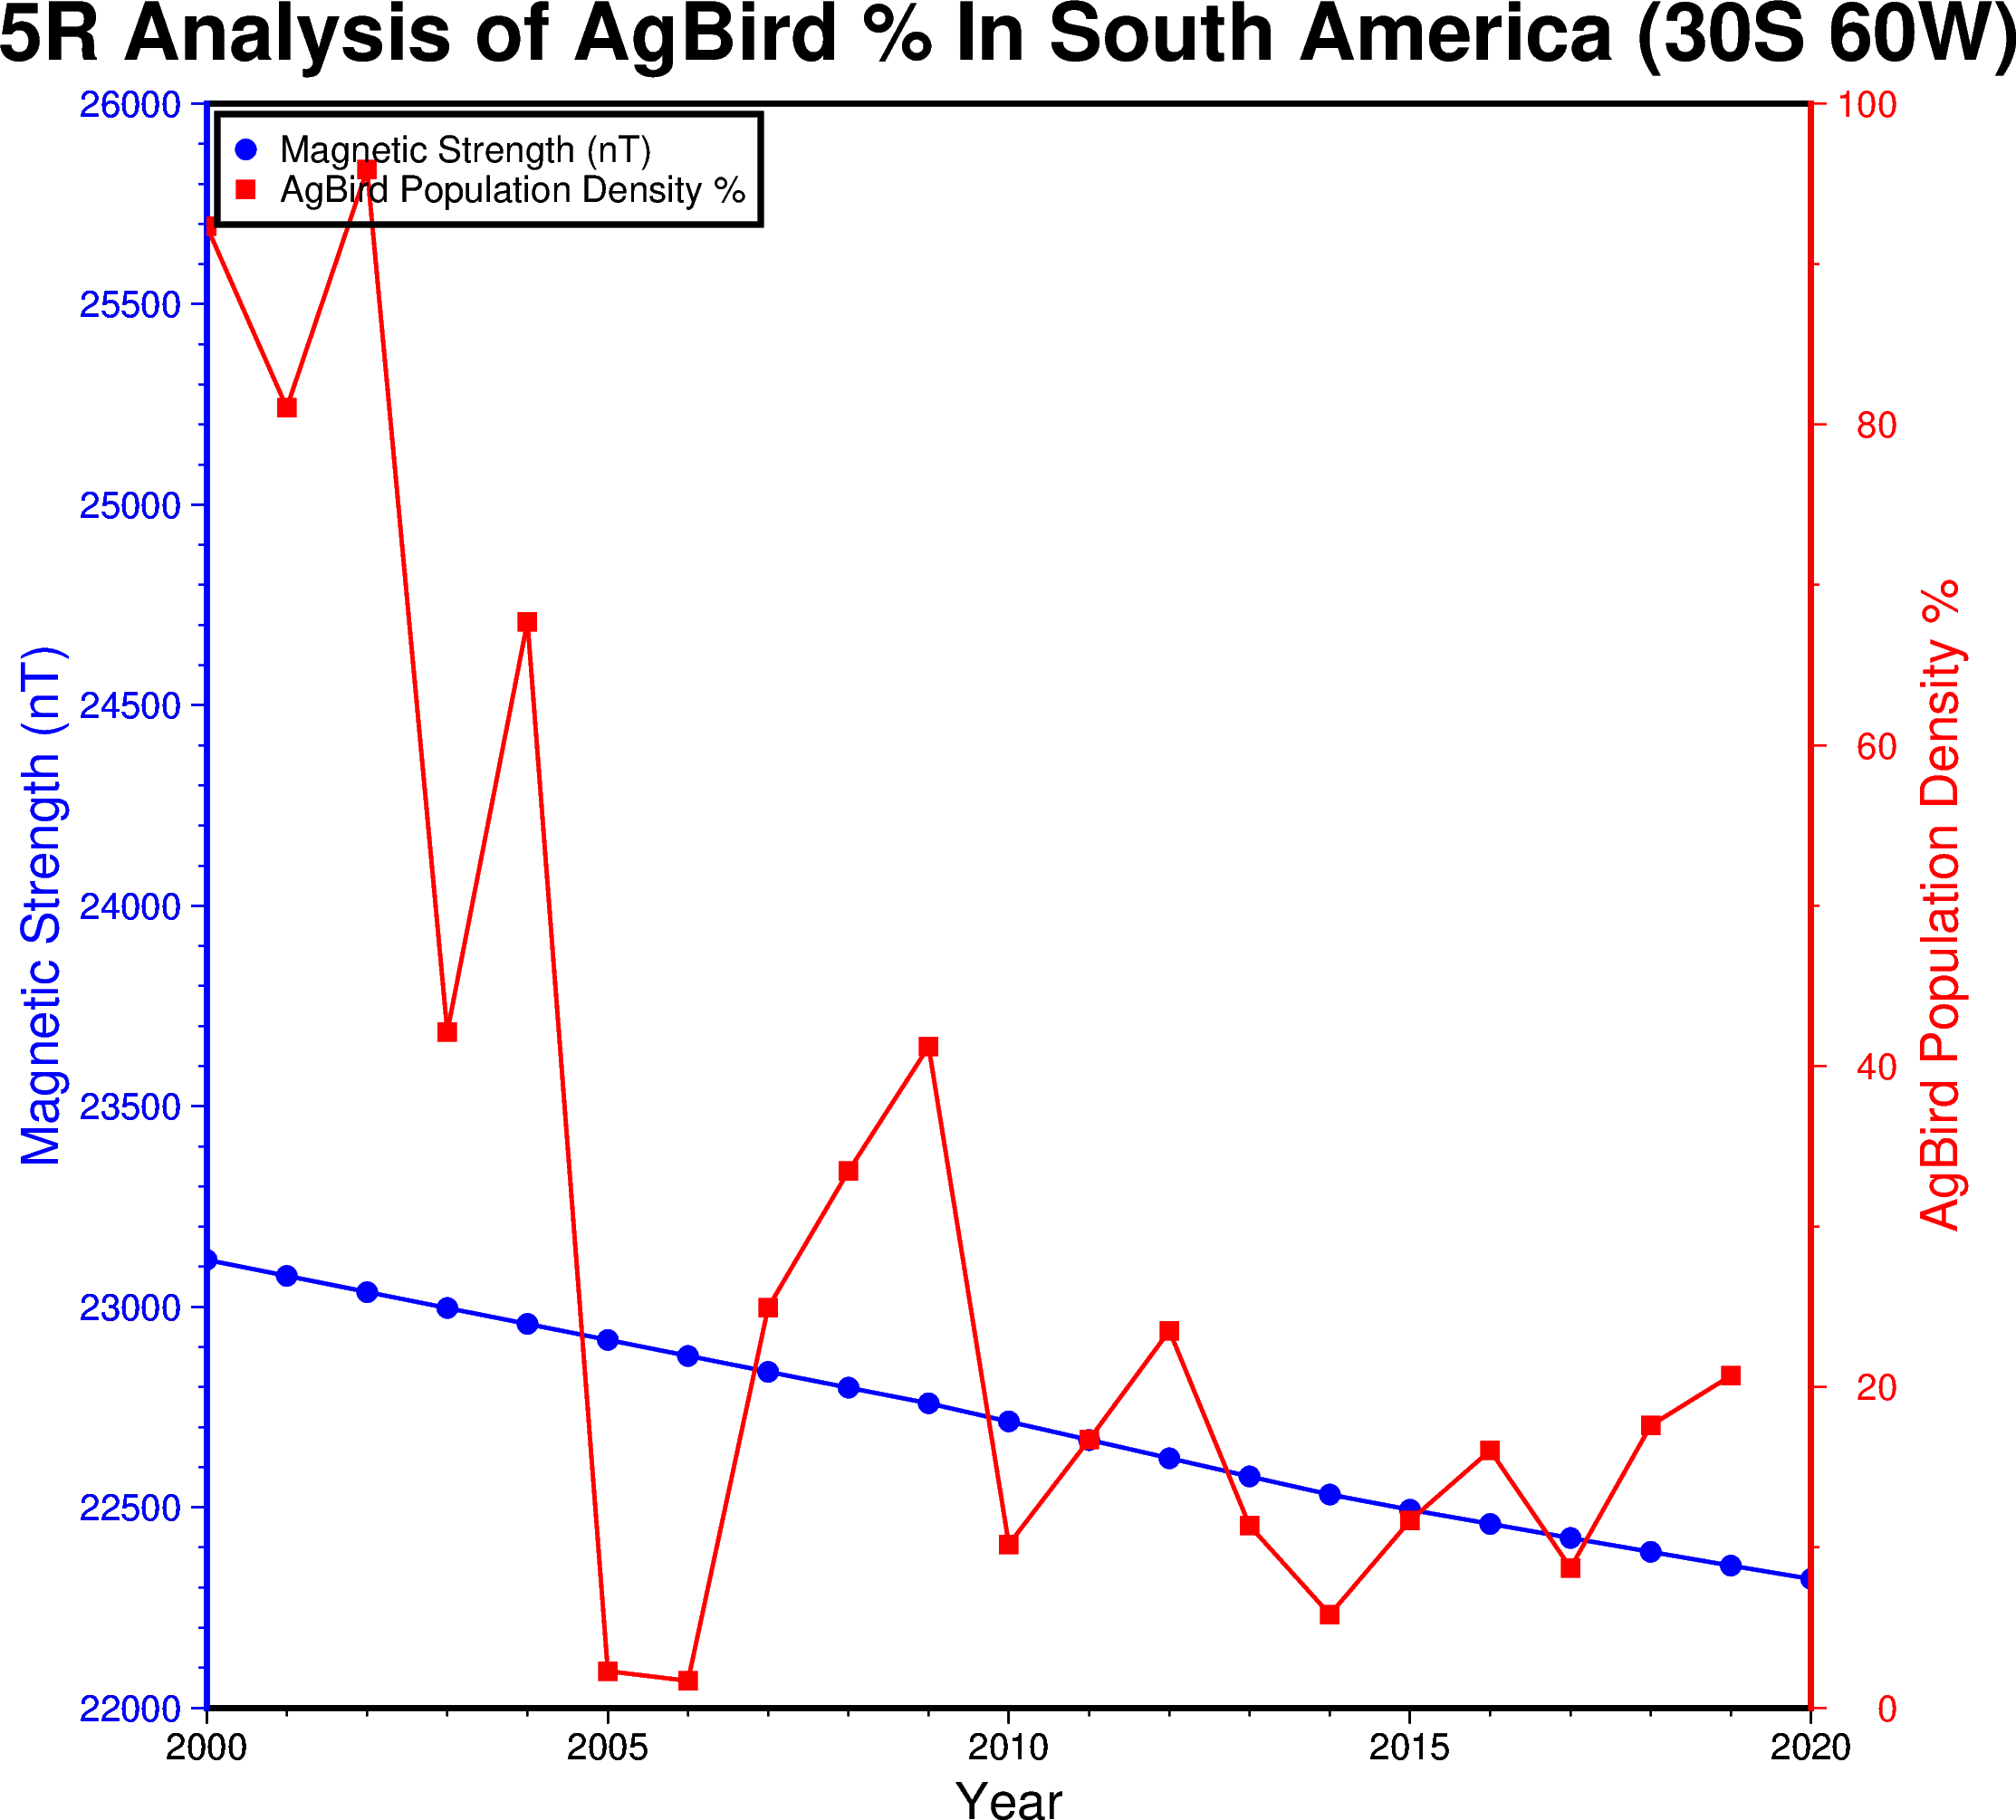 5R Analysis of AgBird % In South America (30S 60W)
Magnetic Strength (nT)
AgBird Population Density %
26000
25500
25000
24500
24000
23500
23000
22500
22000
Magnetic Strength (nT)
100
80
60
40
20
0
AgBird Population Density %
2000 2005 2010 2015 2020
Year